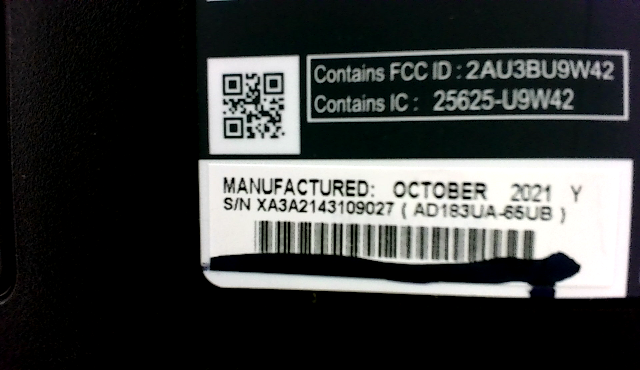 Contains FCC ID : 2AU3BU9W42
Contains IC : 25625-U9W42
MANUFACTURED: OCTOBER 2021 Y
S/N XA3A2143109027 ( AD183UA-65UB )